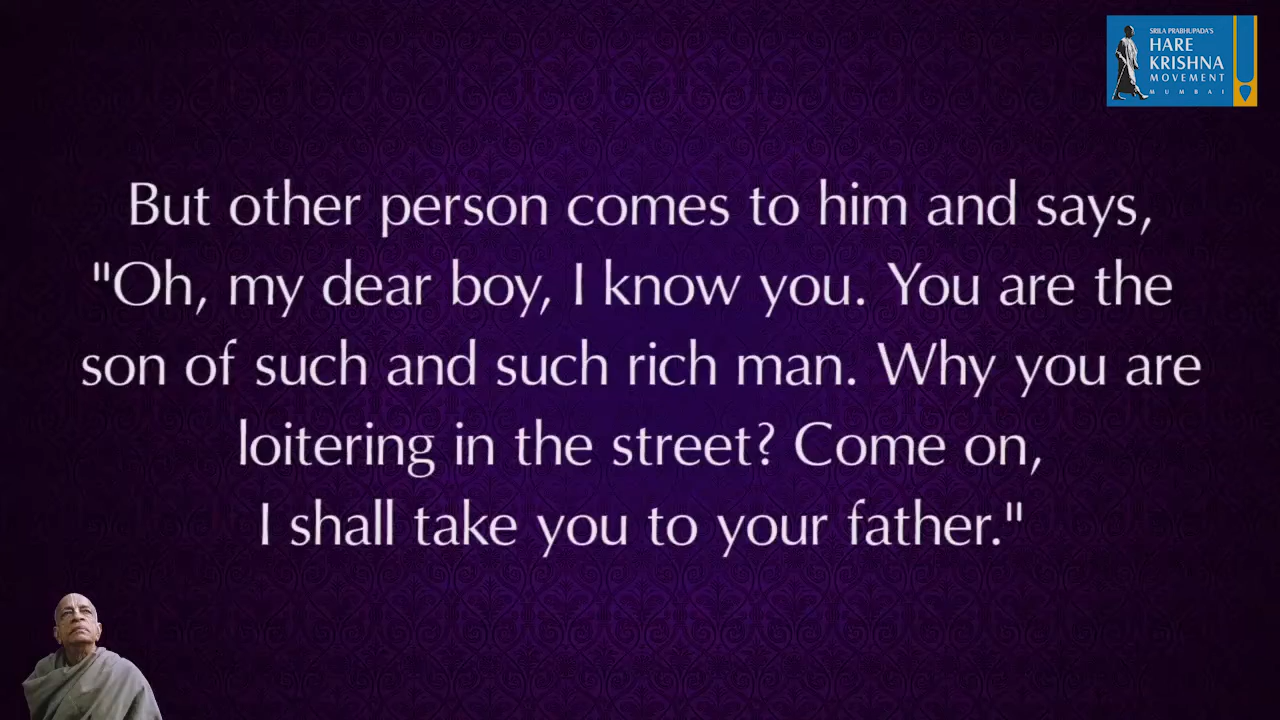 SRILA PRABHUPADA'S
HARE
KRISHNA
MOVEMENT
MUMBAI
But other person comes to him and says,
"Oh, my dear boy, I know you. You are the
son of such and such rich man. Why you are
loitering in the street? Come on,
I shall take you to your father."